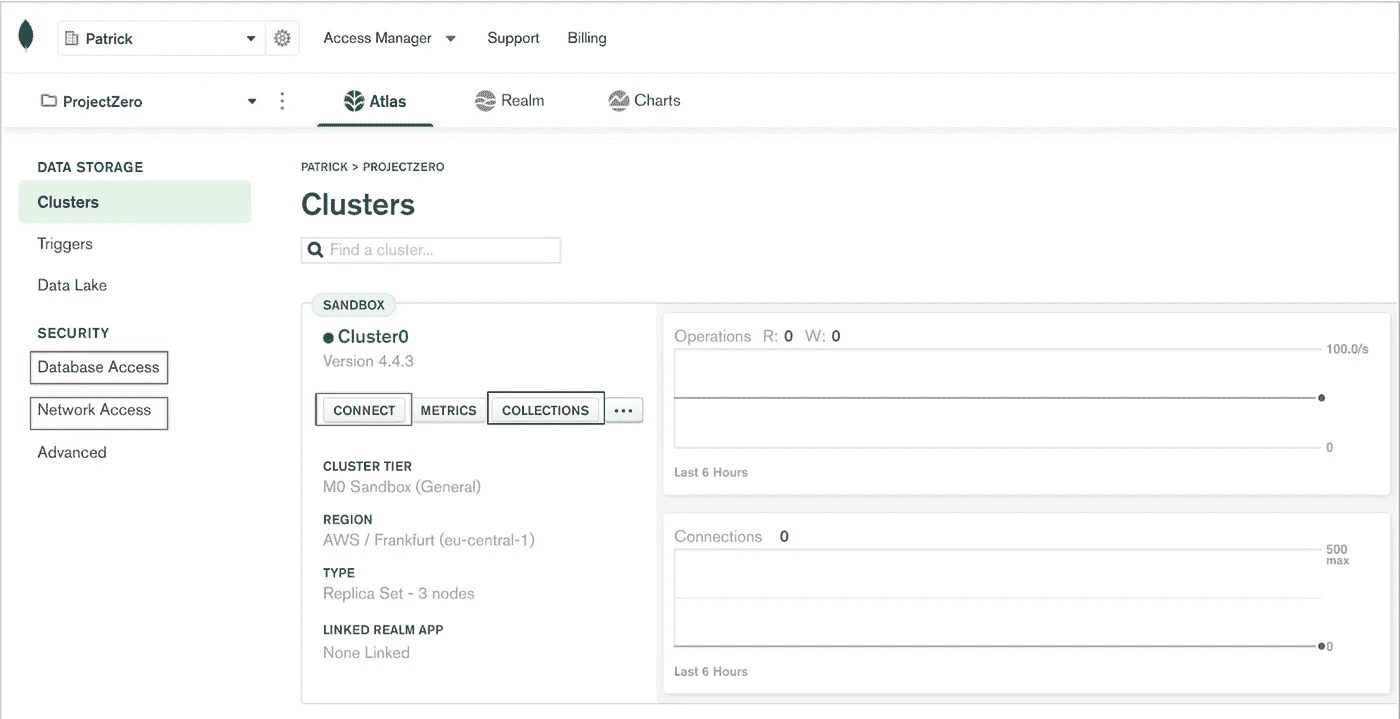 Patrick
Access Manager
Support
Billing
ProjectZero
Atlas
Realm
Charts
DATA STORAGE
Clusters
Triggers
Data Lake
SECURITY
Database Access
Network Access
Advanced
PATRICK > PROJECTZERO
Clusters
Find a cluster...
SANDBOX
Cluster0
Version 4.4.3
CONNECT
METRICS
COLLECTIONS
...
CLUSTER TIER
M0 Sandbox (General)
REGION
AWS / Frankfurt (eu-central-1)
TYPE
Replica Set - 3 nodes
LINKED REALM APP
None Linked
Operations R: 0 W: 0
100.0/s
0
Last 6 Hours
Connections 0
500
max
0
Last 6 Hours